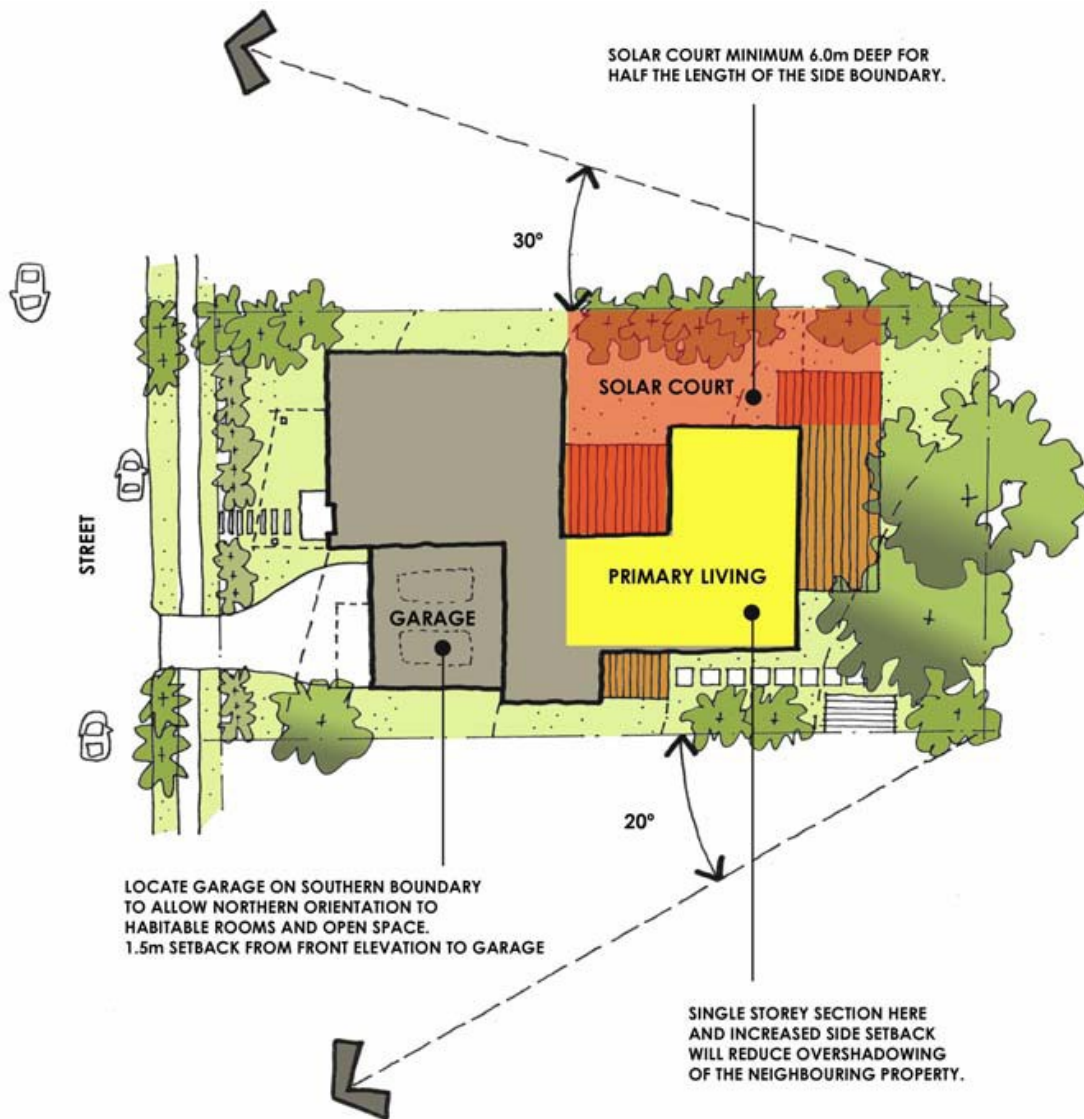 SOLAR COURT MINIMUM 6.0m DEEP FOR
HALF THE LENGTH OF THE SIDE BOUNDARY.
30°
SOLAR COURT
STREET
PRIMARY LIVING
GARAGE
20°
LOCATE GARAGE ON SOUTHERN BOUNDARY
TO ALLOW NORTHERN ORIENTATION TO
HABITABLE ROOMS AND OPEN SPACE.
1.5m SETBACK FROM FRONT ELEVATION TO GARAGE
SINGLE STOREY SECTION HERE
AND INCREASED SIDE SETBACK
WILL REDUCE OVERSHADOWING
OF THE NEIGHBOURING PROPERTY.